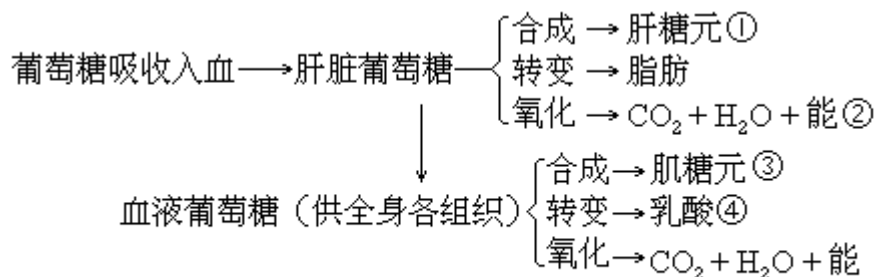 合成→肝糖元①
葡萄糖吸收入血→肝脏葡萄糖 转变→脂肪
氧化→CO₂+H₂O+能②
合成→肌糖元③
血液葡萄糖（供全身各组织） 转变→乳酸④
氧化→CO₂+H₂O+能